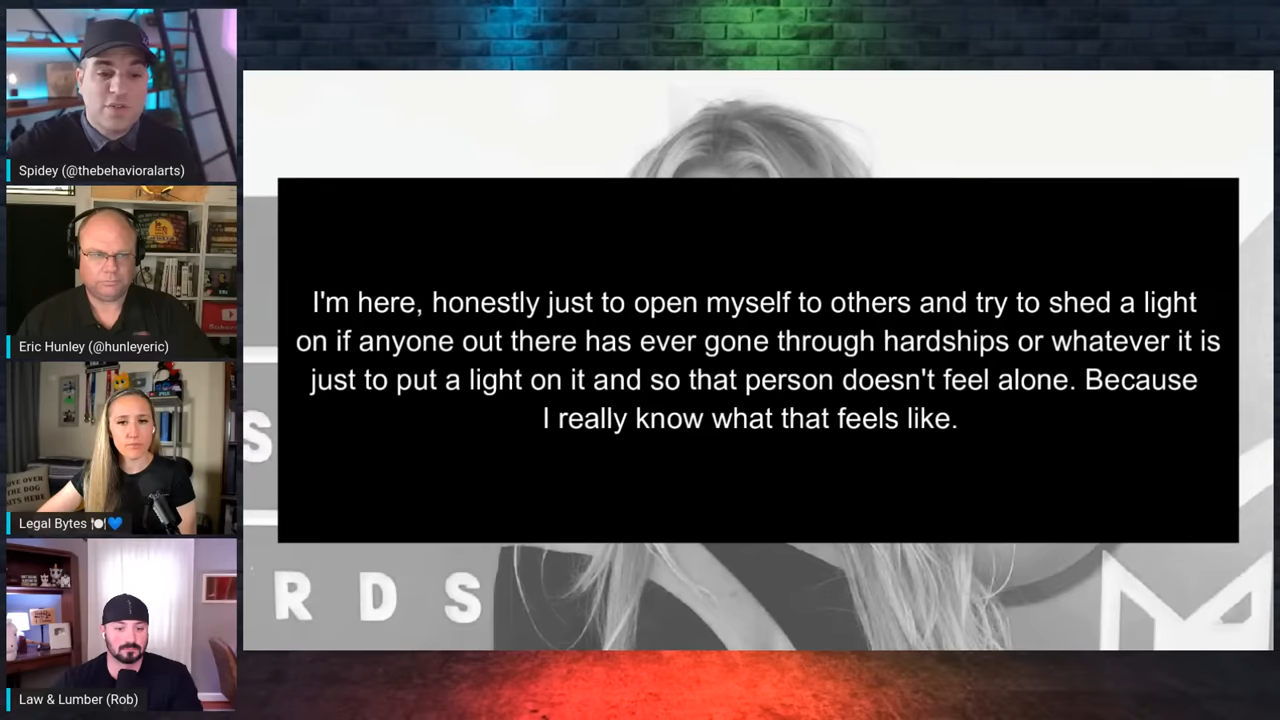 Spidey (@thebehavioralarts)
Eric Hunley (@hunleyeric)
Legal Bytes 🍽️💙
Law & Lumber (Rob)
I'm here, honestly just to open myself to others and try to shed a light
on if anyone out there has ever gone through hardships or whatever it is
just to put a light on it and so that person doesn't feel alone. Because
I really know what that feels like.
S
R D S